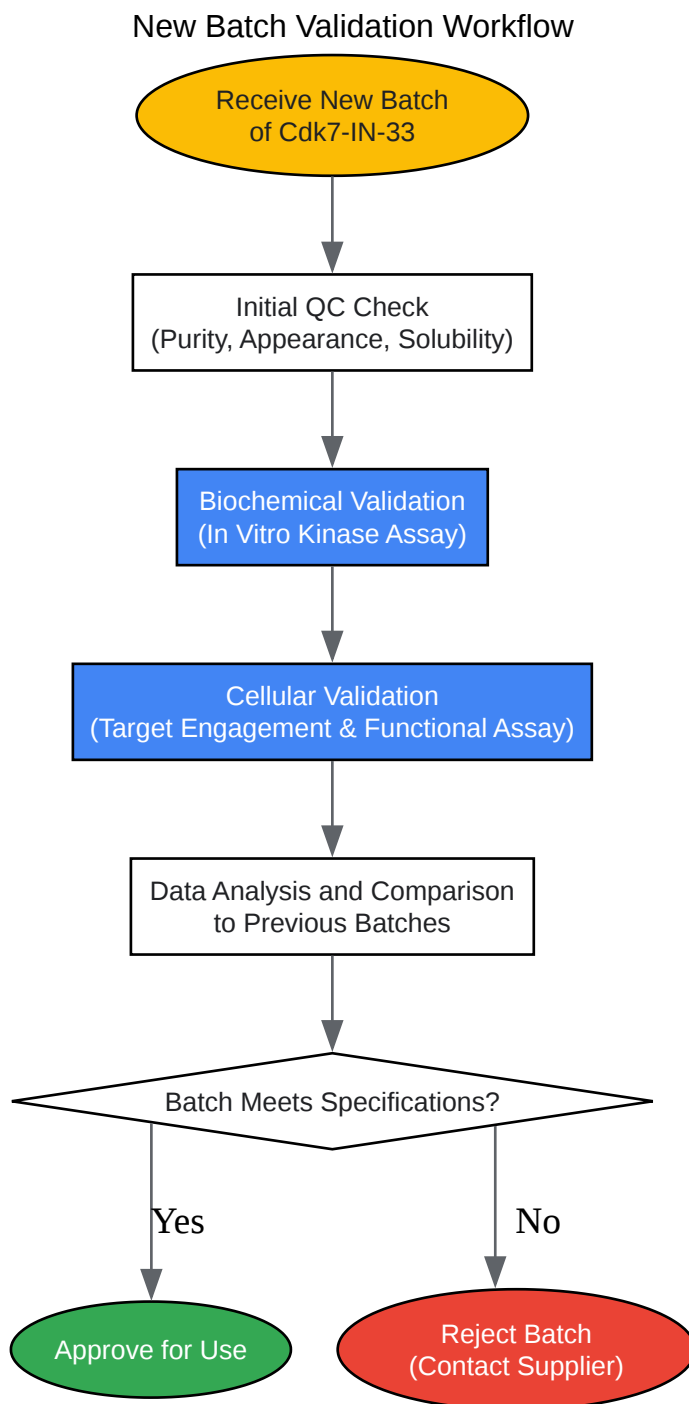 New Batch Validation Workflow
Receive New Batch
of Cdk7-IN-33
Initial QC Check
(Purity, Appearance, Solubility)
Biochemical Validation
(In Vitro Kinase Assay)
Cellular Validation
(Target Engagement & Functional Assay)
Data Analysis and Comparison
to Previous Batches
Batch Meets Specifications?
Yes
No
Approve for Use
Reject Batch
(Contact Supplier)